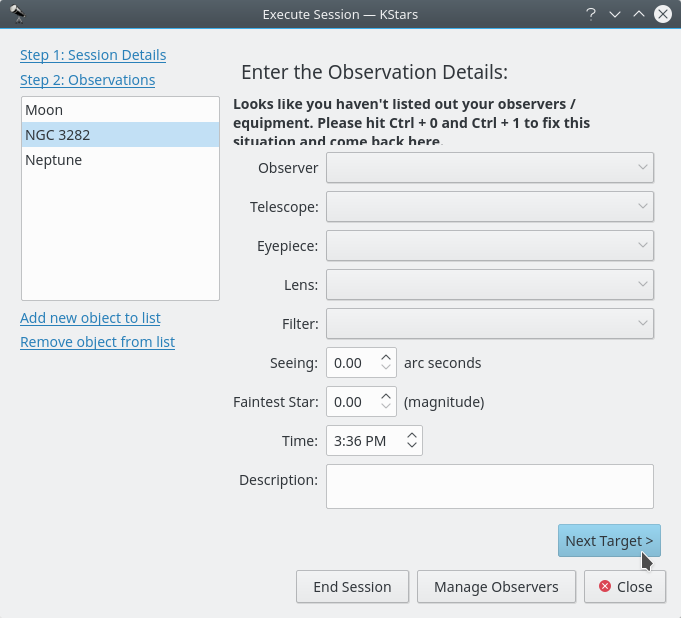 Execute Session — KStars
Step 1: Session Details
Step 2: Observations
Moon
NGC 3282
Neptune
Add new object to list
Remove object from list
Enter the Observation Details:
Looks like you haven't listed out your observers /
equipment. Please hit Ctrl + 0 and Ctrl + 1 to fix this
situation and come back here.
Observer
Telescope:
Eyepiece:
Lens:
Filter:
Seeing: 0.00 arc seconds
Faintest Star: 0.00 (magnitude)
Time: 3:36 PM
Description:
Next Target >
End Session Manage Observers Close